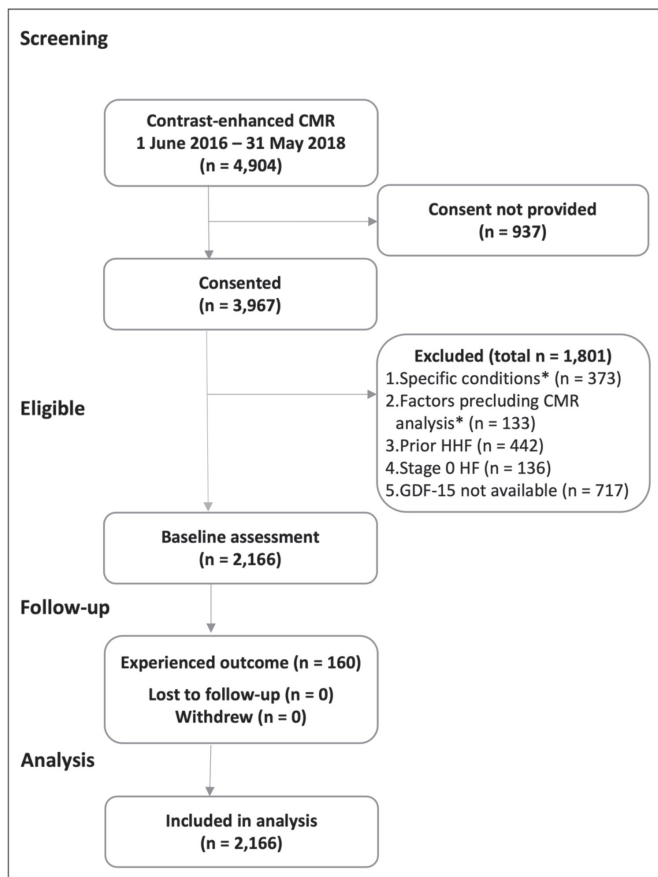 Screening
Contrast-enhanced CMR
1 June 2016 – 31 May 2018
(n = 4,904)
Consent not provided
(n = 937)
Consented
(n = 3,967)
Excluded (total n = 1,801)
1.Specific conditions* (n = 373)
2.Factors precluding CMR
analysis* (n = 133)
3.Prior HHF (n = 442)
4.Stage 0 HF (n = 136)
5.GDF-15 not available (n = 717)
Eligible
Baseline assessment
(n = 2,166)
Follow-up
Experienced outcome (n = 160)
Lost to follow-up (n = 0)
Withdrew (n = 0)
Analysis
Included in analysis
(n = 2,166)